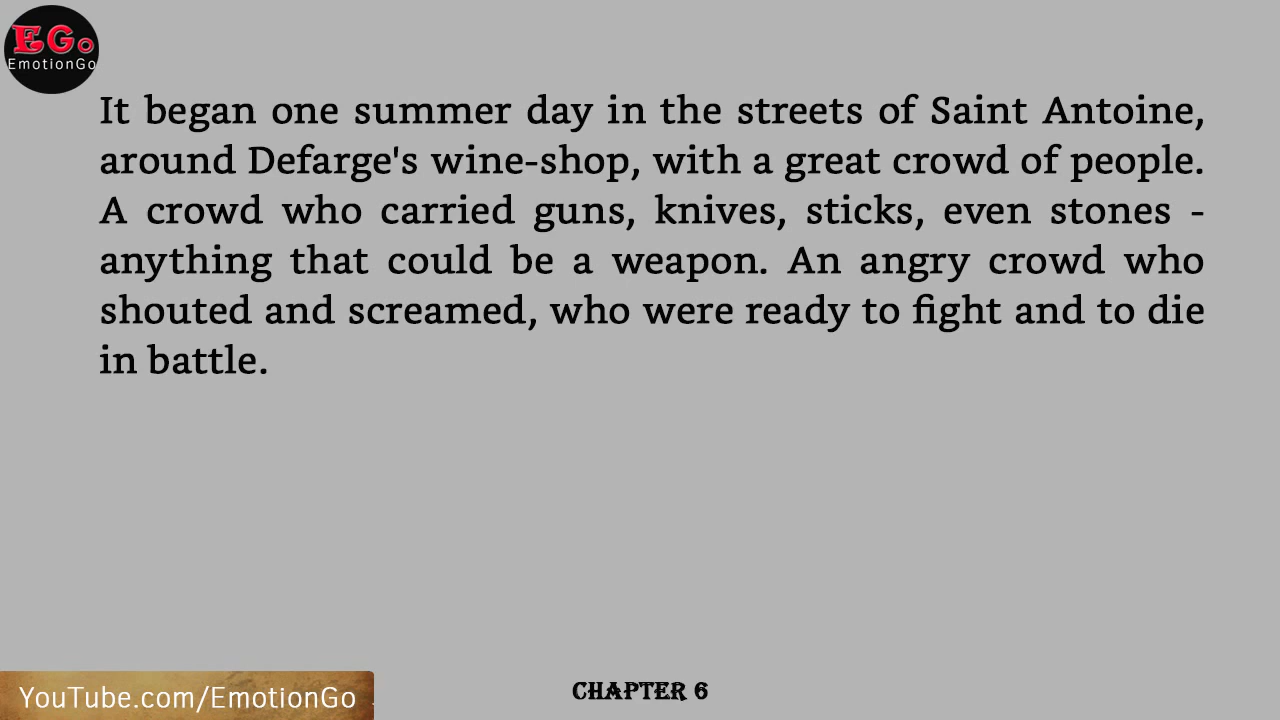 EGo
EmotionGo
It began one summer day in the streets of Saint Antoine,
around Defarge's wine-shop, with a great crowd of people.
A crowd who carried guns, knives, sticks, even stones -
anything that could be a weapon. An angry crowd who
shouted and screamed, who were ready to fight and to die
in battle.
YouTube.com/EmotionGo
CHAPTER 6